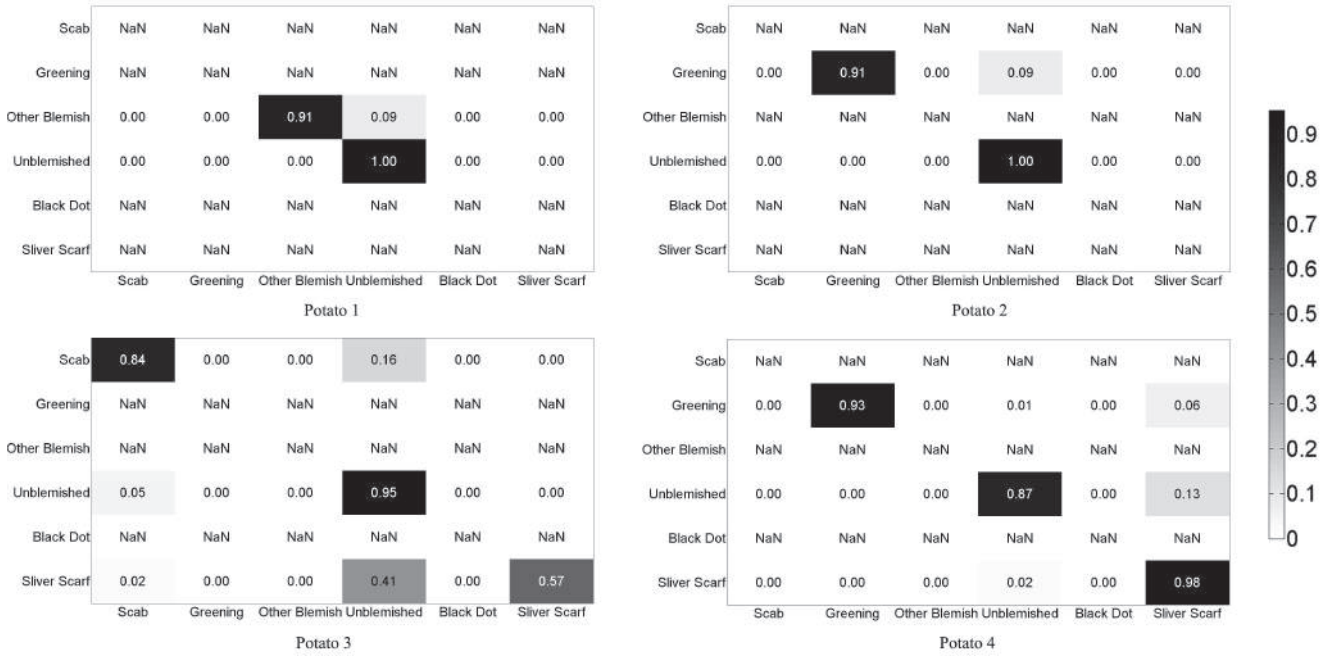 Scab NaN NaN NaN NaN NaN NaN
Greening NaN NaN NaN NaN NaN NaN
Other Blemish 0.00 0.00 0.91 0.09 0.00 0.00
Unblemished 0.00 0.00 0.00 1.00 0.00 0.00
Black Dot NaN NaN NaN NaN NaN NaN
Sliver Scarf NaN NaN NaN NaN NaN NaN
Scab Greening Other Blemish Unblemished Black Dot Sliver Scarf
Potato 1
Scab NaN NaN NaN NaN NaN NaN
Greening 0.00 0.91 0.00 0.09 0.00 0.00
Other Blemish NaN NaN NaN NaN NaN NaN
Unblemished 0.00 0.00 0.00 1.00 0.00 0.00
Black Dot NaN NaN NaN NaN NaN NaN
Sliver Scarf NaN NaN NaN NaN NaN NaN
Scab Greening Other Blemish Unblemished Black Dot Sliver Scarf
Potato 2
Scab 0.84 0.00 0.00 0.16 0.00 0.00
Greening NaN NaN NaN NaN NaN NaN
Other Blemish NaN NaN NaN NaN NaN NaN
Unblemished 0.05 0.00 0.00 0.95 0.00 0.00
Black Dot NaN NaN NaN NaN NaN NaN
Sliver Scarf 0.02 0.00 0.00 0.41 0.00 0.57
Scab Greening Other Blemish Unblemished Black Dot Sliver Scarf
Potato 3
Scab NaN NaN NaN NaN NaN NaN
Greening 0.00 0.93 0.00 0.01 0.00 0.06
Other Blemish NaN NaN NaN NaN NaN NaN
Unblemished 0.00 0.00 0.00 0.87 0.00 0.13
Black Dot NaN NaN NaN NaN NaN NaN
Sliver Scarf 0.00 0.00 0.00 0.02 0.00 0.98
Scab Greening Other Blemish Unblemished Black Dot Sliver Scarf
Potato 4
0.9
0.8
0.7
0.6
0.5
0.4
0.3
0.2
0.1
0